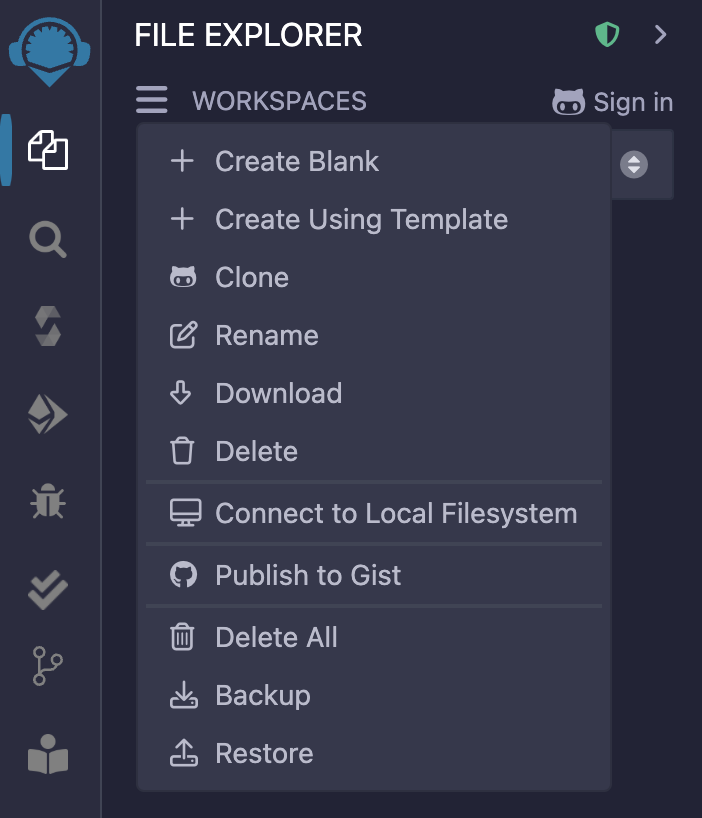 FILE EXPLORER
WORKSPACES
Sign in
Create Blank
Create Using Template
Clone
Rename
Download
Delete
Connect to Local Filesystem
Publish to Gist
Delete All
Backup
Restore